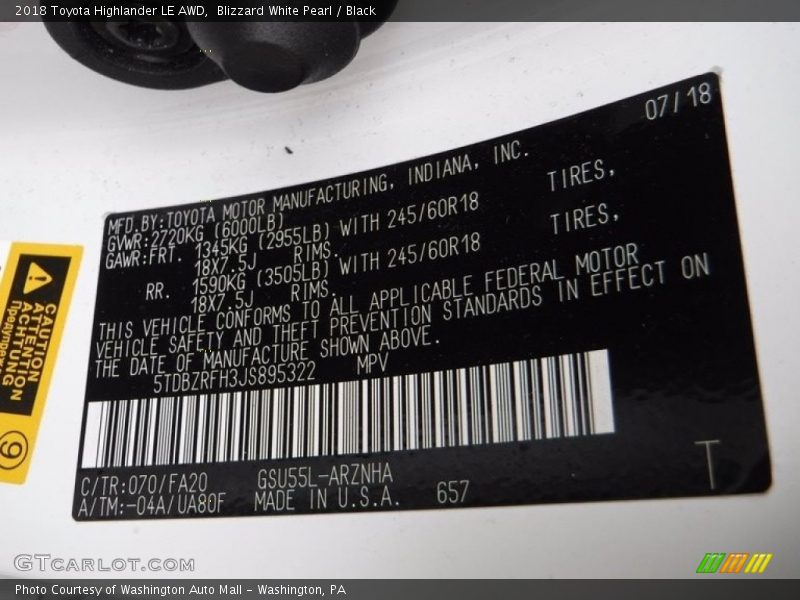 2018 Toyota Highlander LE AWD,  Blizzard White Pearl / Black
07/18
MFD.BY:TOYOTA MOTOR MANUFACTURING, INDIANA, INC.
GVWR:2720KG (6000LB)
GAWR:FRT. 1345KG (2955LB) WITH 245/60R18 TIRES,
18X7.5J RIMS.
RR. 1590KG (3505LB) WITH 245/60R18 TIRES,
18X7.5J RIMS.
THIS VEHICLE CONFORMS TO ALL APPLICABLE FEDERAL MOTOR
VEHICLE SAFETY AND THEFT PREVENTION STANDARDS IN EFFECT ON
THE DATE OF MANUFACTURE SHOWN ABOVE.
5TDBZRFH3JS895322 MPV
C/TR:070/FA20 GSU55L-ARZNHA
A/TM:-04A/UA80F MADE IN U.S.A. 657
T
CAUTION
ATTENTION
ACHTUNG
9
GTcarlot.com
Photo Courtesy of Washington Auto Mall - Washington, PA